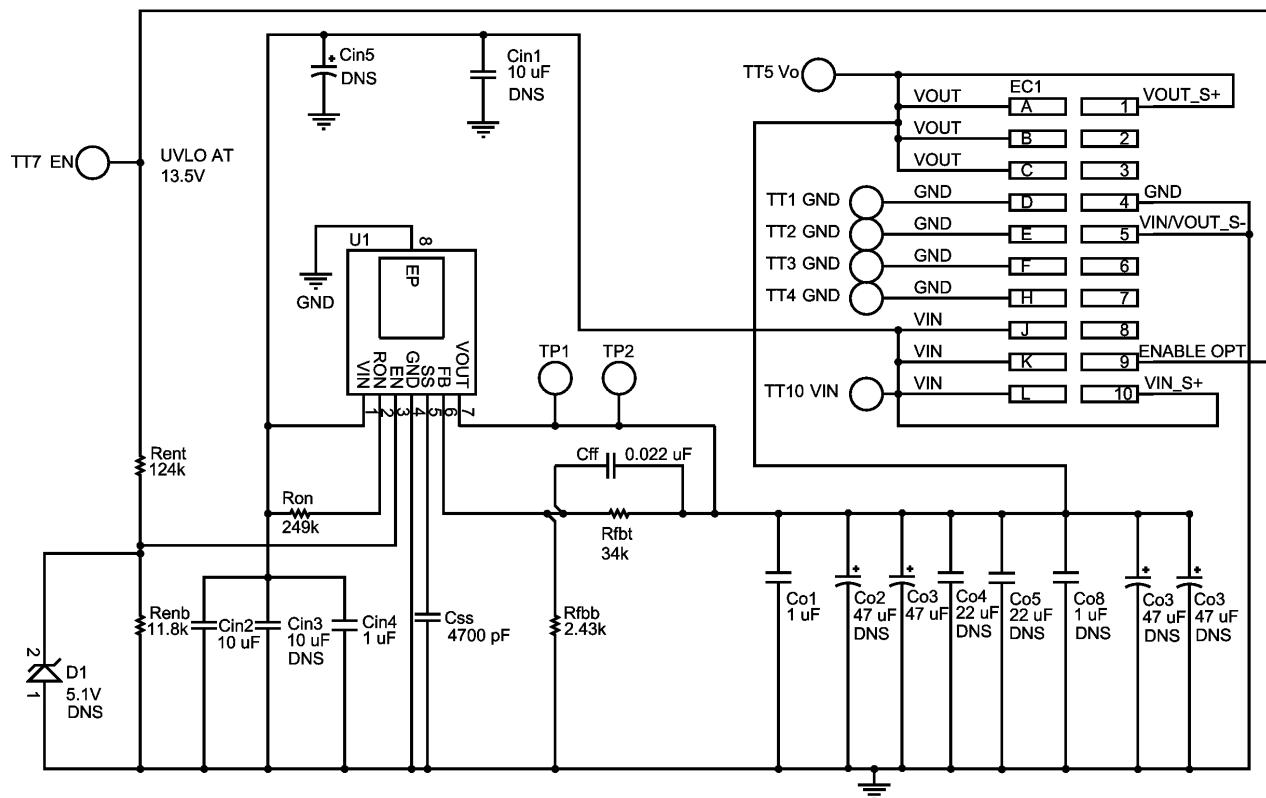 Cin5
DNS
Cin1
10 uF
DNS
TT5 Vo
EC1
VOUT
A
1
VOUT_S+
VOUT
B
2
VOUT
C
3
TT7 EN
UVLO AT
13.5V
TT1 GND
GND
D
4
GND
TT2 GND
GND
E
5
VIN/VOUT_S-
TT3 GND
GND
F
6
TT4 GND
GND
H
7
VIN
J
8
VIN
K
9
ENABLE OPT
TT10 VIN
VIN
L
10
VIN_S+
U1
8
EP
GND
VIN
RON
EN
GND
SS
FB
VOUT
1
2
3
4
5
6
7
TP1
TP2
Rent
124k
Cff
0.022 uF
Ron
249k
Rfbt
34k
Renb
11.8k
Cin2
10 uF
Cin3
10 uF
DNS
Cin4
1 uF
Css
4700 pF
Rfbb
2.43k
Co1
1 uF
Co2
47 uF
DNS
Co3
47 uF
Co4
22 uF
DNS
Co5
22 uF
DNS
Co8
1 uF
DNS
Co3
47 uF
DNS
Co3
47 uF
DNS
2
1
D1
5.1V
DNS